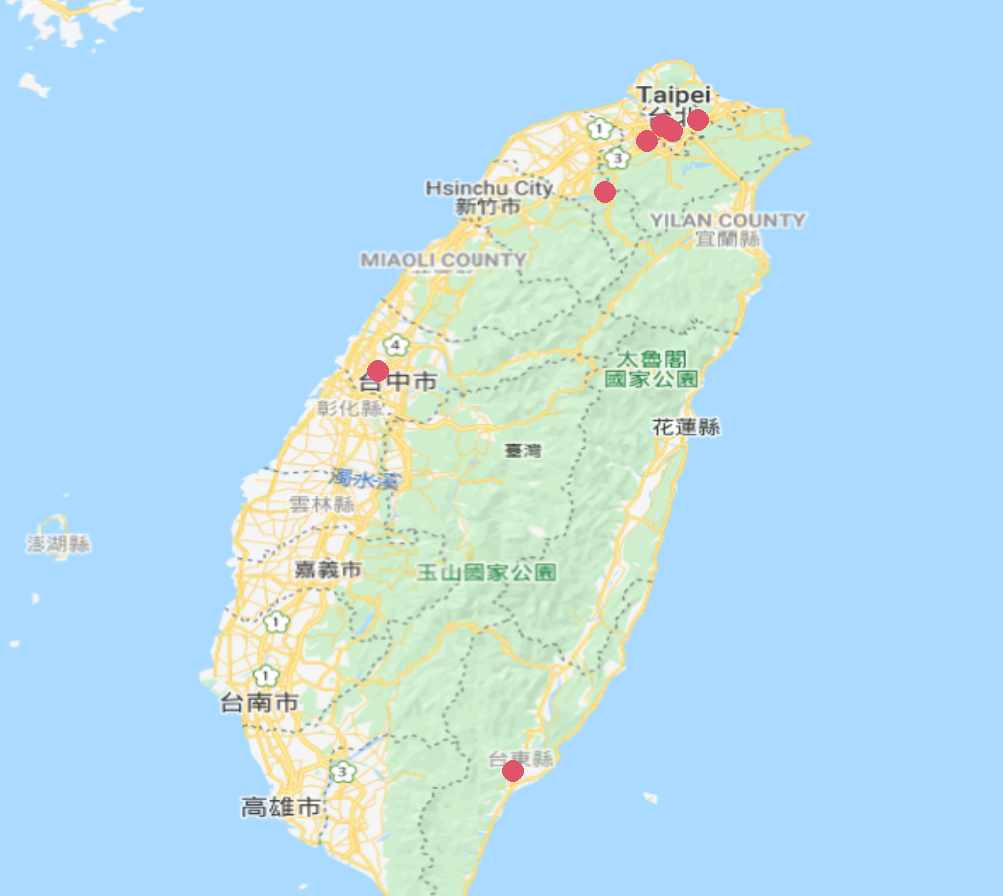 Taipei
台北
1
3
Hsinchu City
新竹市
YILAN COUNTY
宜蘭縣
MIAOLI COUNTY
4
太魯閣
國家公園
台中市
彰化縣
花蓮縣
臺灣
濁水溪
雲林縣
澎湖縣
嘉義市
玉山國家公園
1
1
台南市
台東縣
3
高雄市